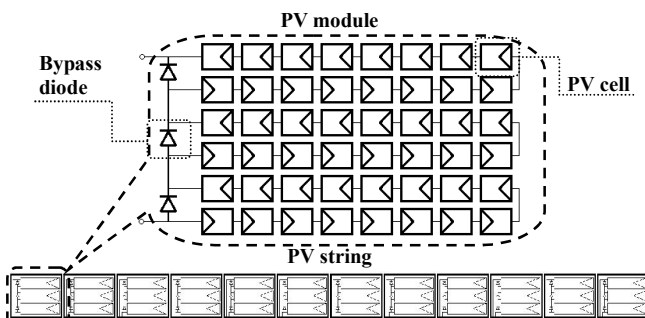 PV module
Bypass
diode
PV cell
PV string